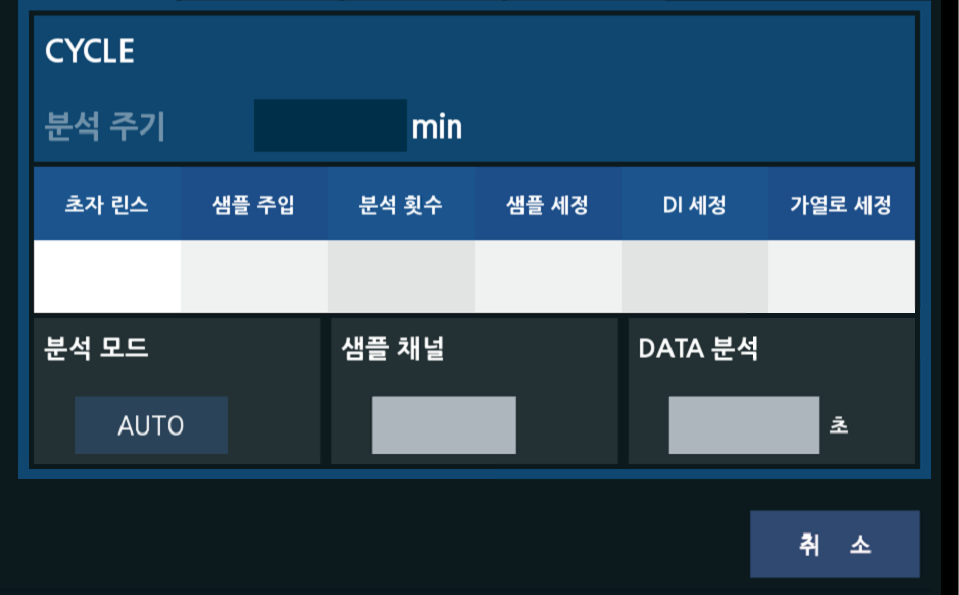 CYCLE
분석 주기 min
초자 린스 샘플 주입 분석 횟수 샘플 세정 DI 세정 가열로 세정
분석 모드 샘플 채널 DATA 분석
AUTO 초
취 소